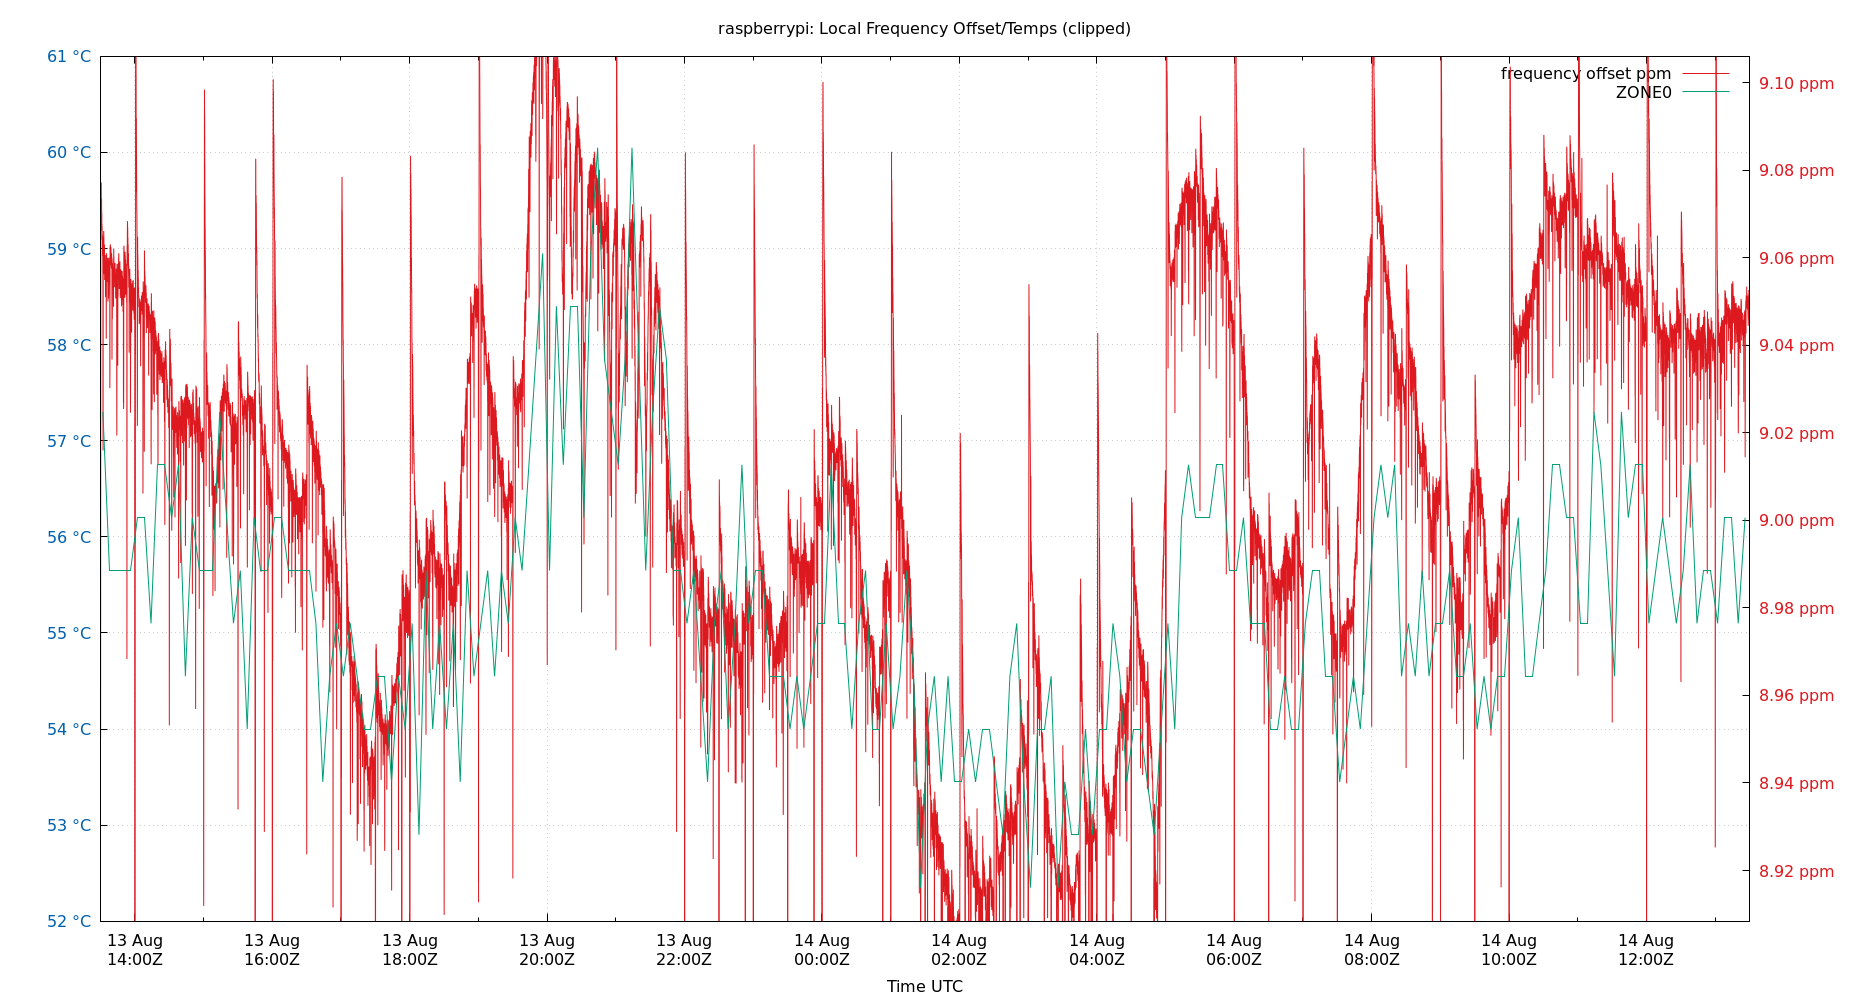 raspberrypi: Local Frequency Offset/Temps (clipped)
frequency offset ppm
ZONE0
61 °C
60 °C
59 °C
58 °C
57 °C
56 °C
55 °C
54 °C
53 °C
52 °C
9.10 ppm
9.08 ppm
9.06 ppm
9.04 ppm
9.02 ppm
9.00 ppm
8.98 ppm
8.96 ppm
8.94 ppm
8.92 ppm
13 Aug
14:00Z
13 Aug
16:00Z
13 Aug
18:00Z
13 Aug
20:00Z
13 Aug
22:00Z
14 Aug
00:00Z
14 Aug
02:00Z
14 Aug
04:00Z
14 Aug
06:00Z
14 Aug
08:00Z
14 Aug
10:00Z
14 Aug
12:00Z
Time UTC